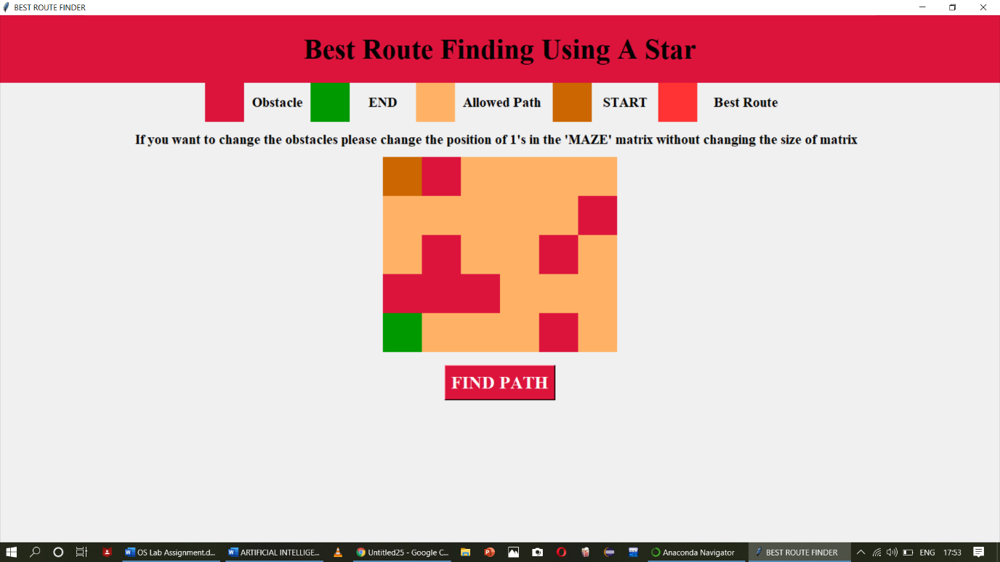 BEST ROUTE FINDER
Best Route Finding Using A Star
Obstacle END Allowed Path START Best Route
If you want to change the obstacles please change the position of 1's in the 'MAZE' matrix without changing the size of matrix
FIND PATH
OS Lab Assignment.d... ARTIFICIAL INTELLIGE... Untitled25 - Google C... Anaconda Navigator BEST ROUTE FINDER ENG 17:53